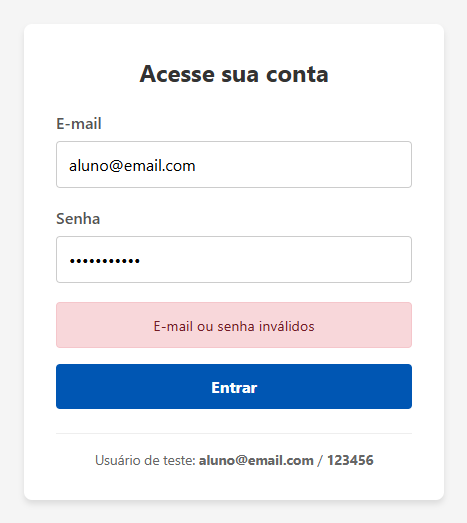 Acesse sua conta
E-mail
aluno@email.com
Senha
•••••••••••
E-mail ou senha inválidos
Entrar
Usuário de teste: aluno@email.com / 123456